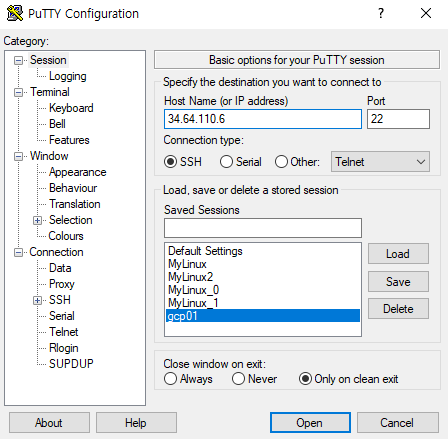 PuTTY Configuration
?
Category:
Session
Logging
Terminal
Keyboard
Bell
Features
Window
Appearance
Behaviour
Translation
Selection
Colours
Connection
Data
Proxy
SSH
Serial
Telnet
Rlogin
SUPDUP
Basic options for your PuTTY session
Specify the destination you want to connect to
Host Name (or IP address) Port
34.64.110.6 22
Connection type:
SSH Serial Other: Telnet
Load, save or delete a stored session
Saved Sessions
Default Settings
MyLinux
MyLinux2
MyLinux_0
MyLinux_1
gcp01
Load
Save
Delete
Close window on exit:
Always Never Only on clean exit
About Help Open Cancel